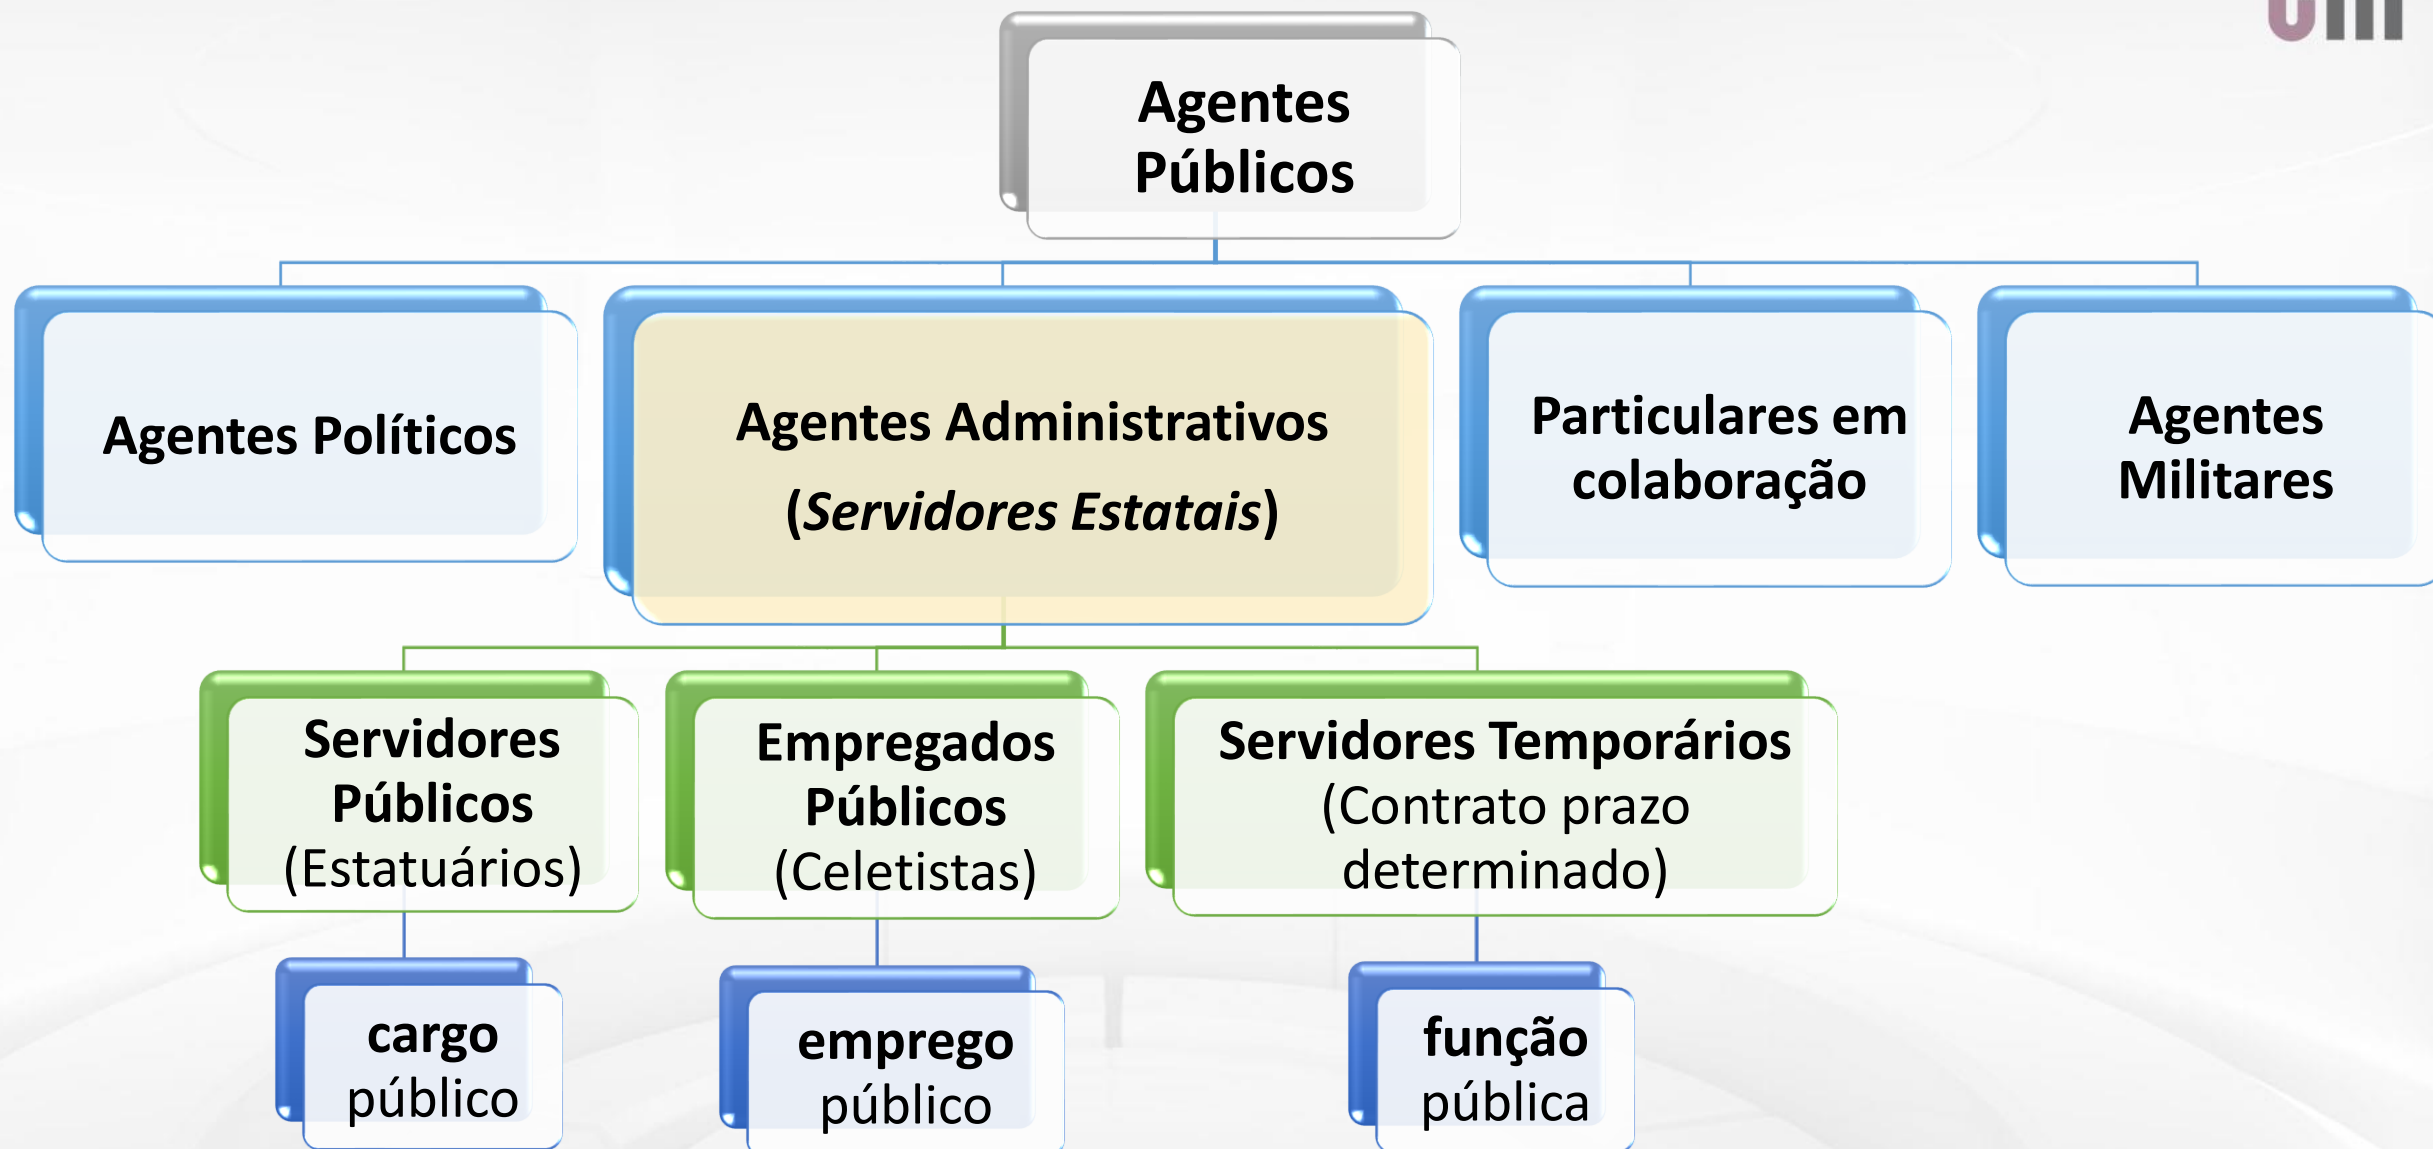 Agentes
Públicos
Agentes Políticos
Agentes Administrativos
(Servidores Estatais)
Particulares em
colaboração
Agentes
Militares
Servidores
Públicos
(Estatuários)
Empregados
Públicos
(Celetistas)
Servidores Temporários
(Contrato prazo
determinado)
cargo
público
emprego
público
função
pública